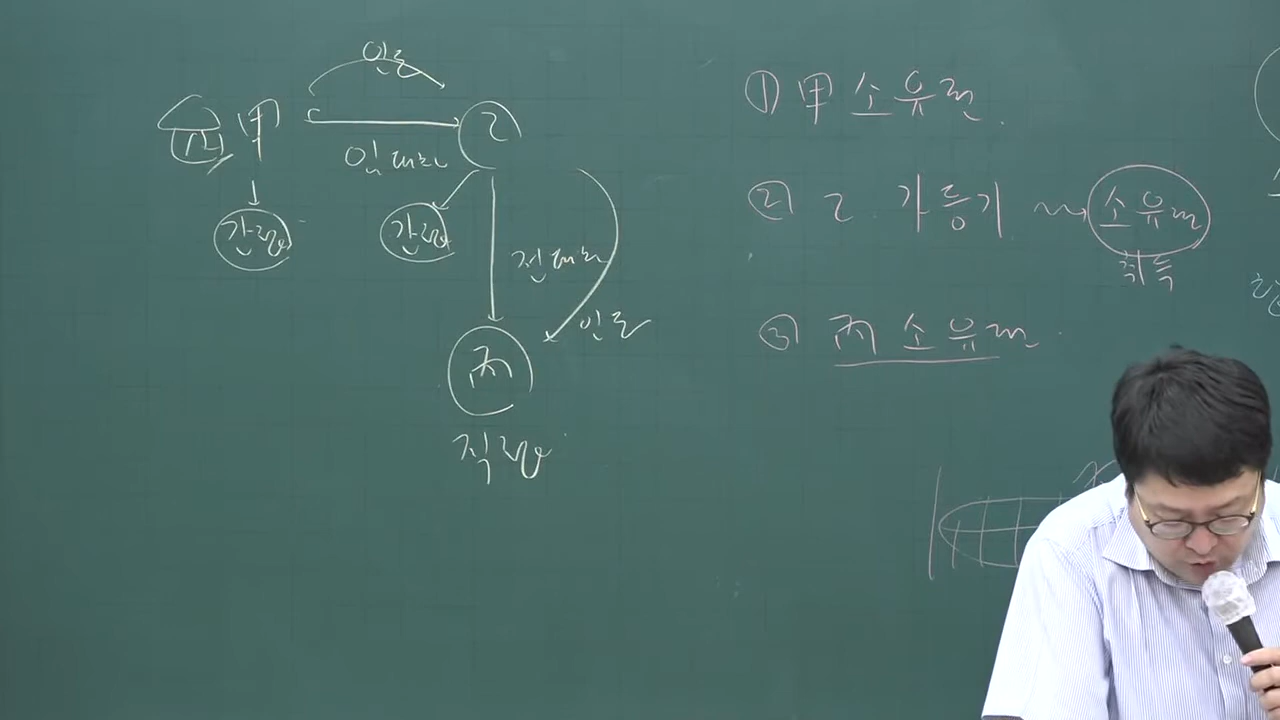 인도
甲 乙
임대차
간점 간점
전대차
인도
丙
직점
① 甲 소유권.
② 乙. 가등기 → 소유권
취득
③ 丙 소유권.